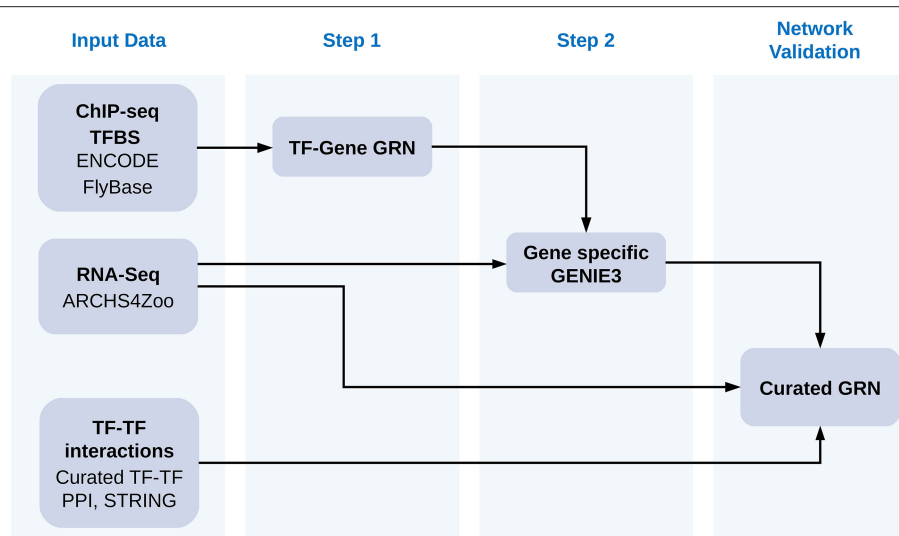 Input Data
Step 1
Step 2
Network
Validation
ChIP-seq
TFBS
ENCODE
FlyBase
TF-Gene GRN
RNA-Seq
ARCHS4Zoo
Gene specific
GENIE3
Curated GRN
TF-TF
interactions
Curated TF-TF
PPI, STRING